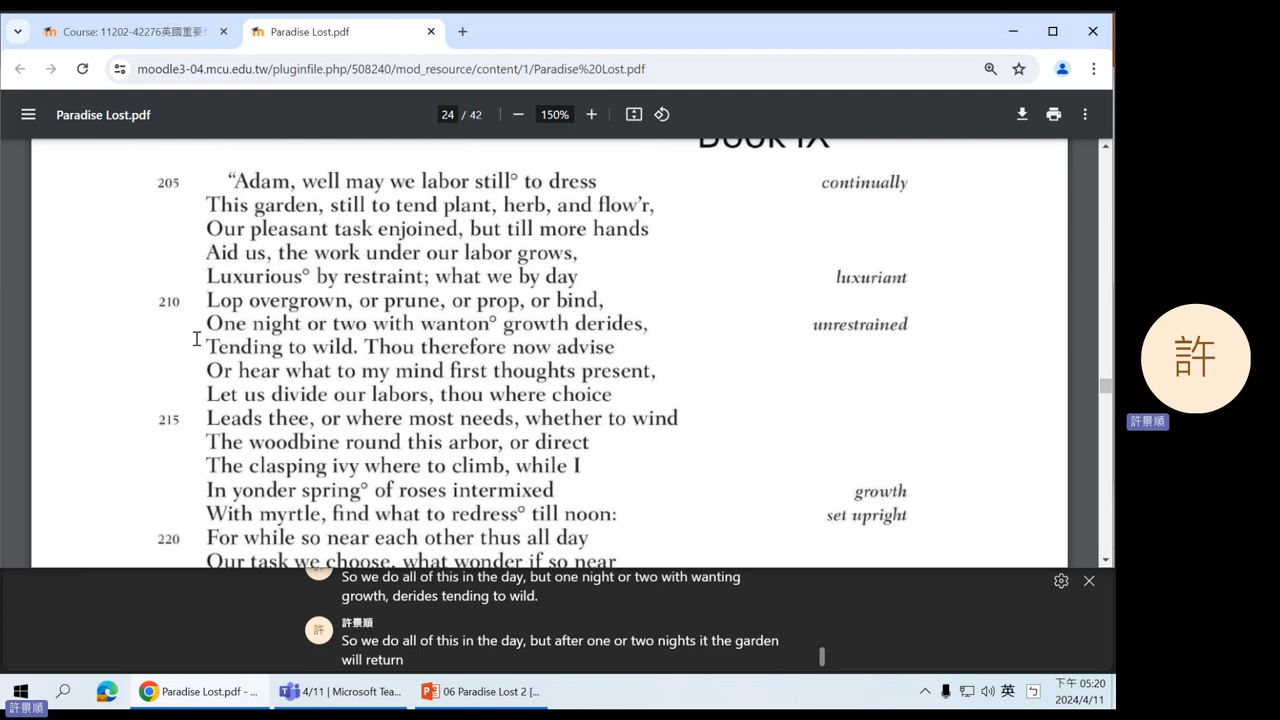 Course: 11202-42276英國重要
Paradise Lost.pdf
moodle3-04.mcu.edu.tw/pluginfile.php/508240/mod_resource/content/1/Paradise%20Lost.pdf
Paradise Lost.pdf
24 / 42
150%
BOOK IX
205 “Adam, well may we labor still° to dress continually
This garden, still to tend plant, herb, and flow’r,
Our pleasant task enjoined, but till more hands
Aid us, the work under our labor grows,
Luxurious° by restraint; what we by day luxuriant
210 Lop overgrown, or prune, or prop, or bind,
One night or two with wanton° growth derides, unrestrained
Tending to wild. Thou therefore now advise
Or hear what to my mind first thoughts present,
Let us divide our labors, thou where choice
215 Leads thee, or where most needs, whether to wind
The woodbine round this arbor, or direct
The clasping ivy where to climb, while I
In yonder spring° of roses intermixed growth
With myrtle, find what to redress° till noon: set upright
220 For while so near each other thus all day
Our task we choose, what wonder if so near
許
許景順
許
So we do all of this in the day, but one night or two with wanting
growth, derides tending to wild.
許
許景順
So we do all of this in the day, but after one or two nights it the garden
will return
Paradise Lost.pdf - ...
4/11 | Microsoft Tea...
06 Paradise Lost 2 [...
英
ㄅ
下午 05:20
2024/4/11
許景順